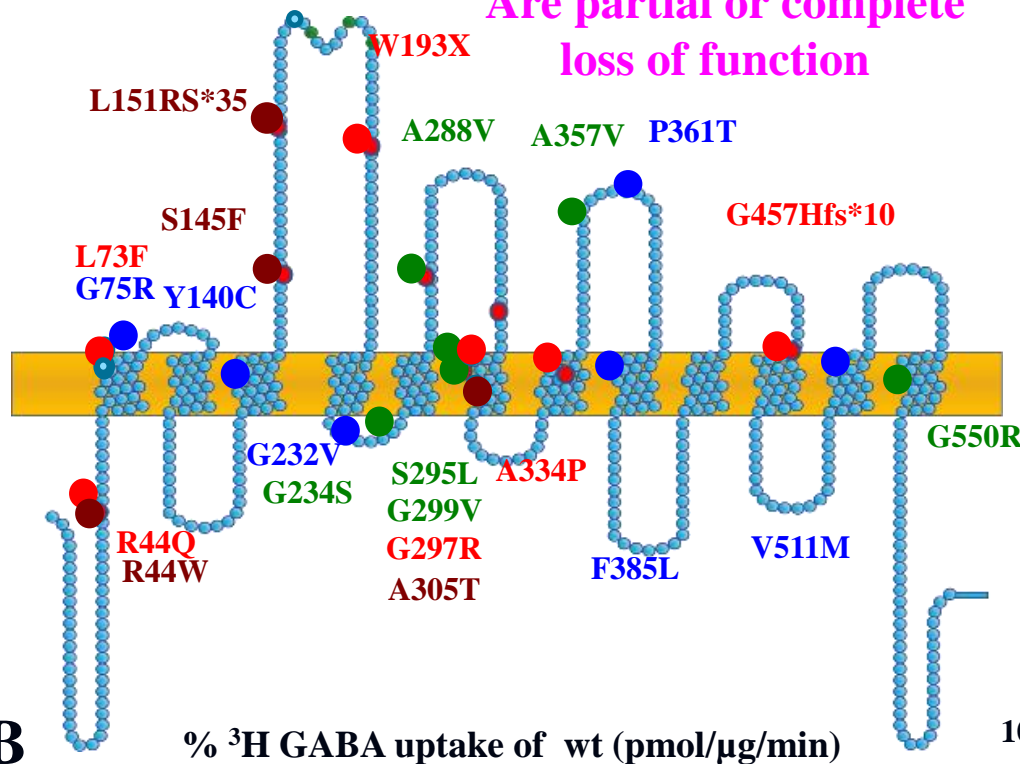 Are partial or complete
loss of function
W193X
L151RS*35
A288V
A357V
P361T
S145F
G457Hfs*10
L73F
G75R
Y140C
G232V
G234S
S295L
A334P
G299V
G297R
A305T
R44Q
R44W
F385L
V511M
G550R
B
% ³H GABA uptake of wt (pmol/µg/min)